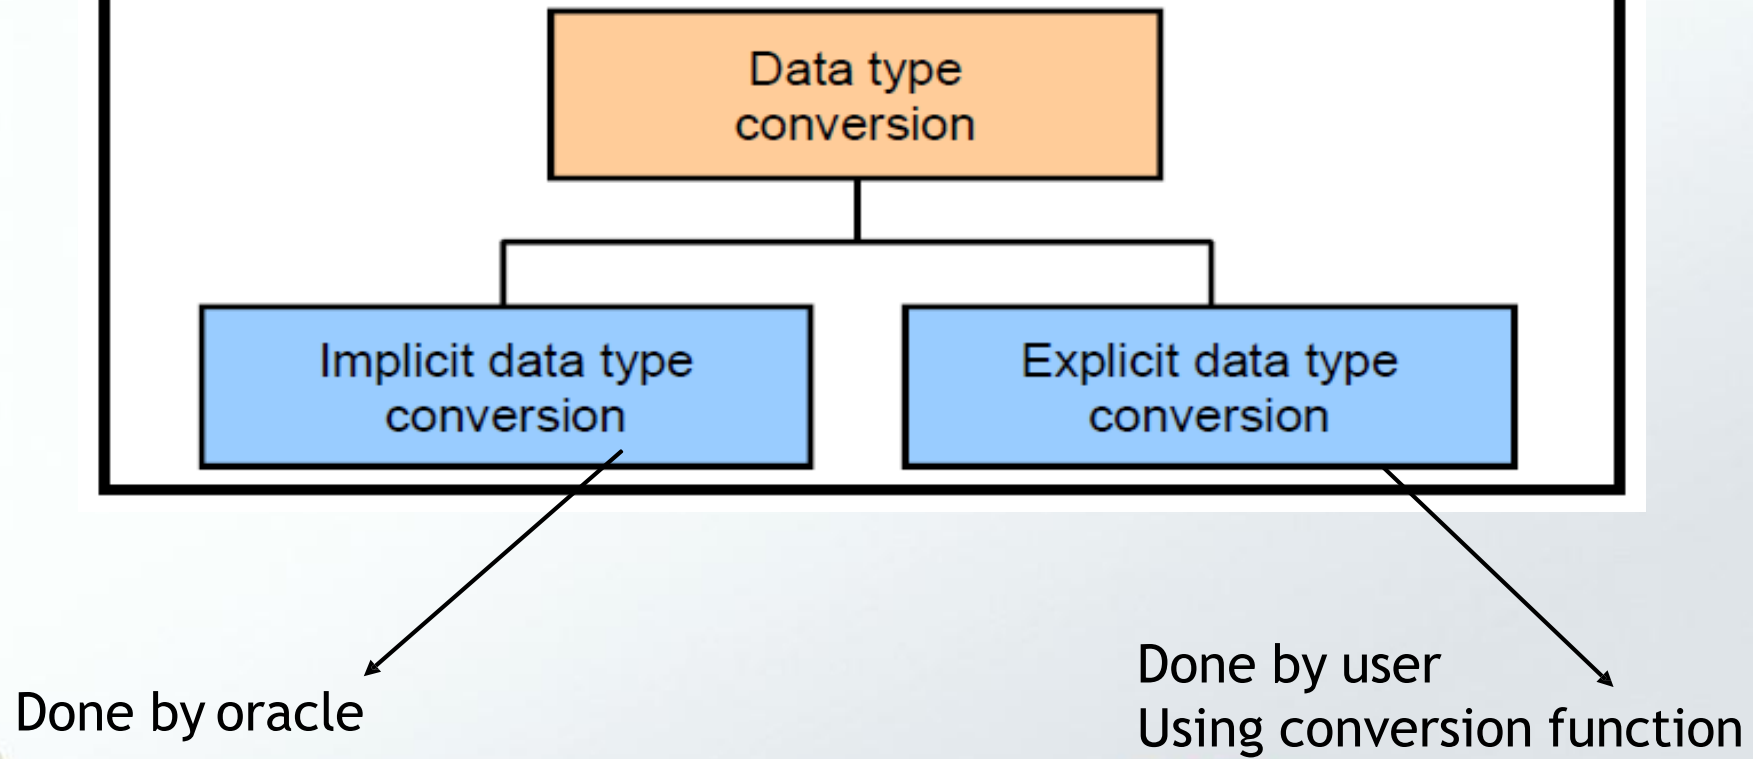 Data type
conversion
Implicit data type
conversion
Explicit data type
conversion
Done by oracle
Done by user
Using conversion function